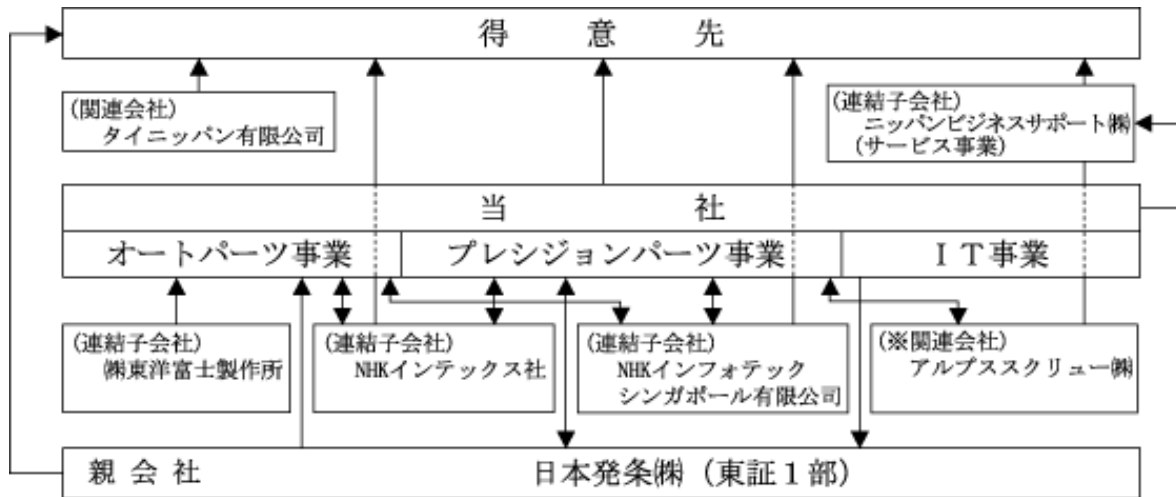 得意先
(関連会社)
タイニッパン有限公司
(連結子会社)
ニッパンビジネスサポート㈱
(サービス事業)
当社
オートパーツ事業
プレシジョンパーツ事業
ＩＴ事業
(連結子会社)
㈱東洋富士製作所
(連結子会社)
NHKインテックス社
(連結子会社)
NHKインフォテック
シンガポール有限公司
(※関連会社)
アルプススクリュー㈱
親会社
日本発条㈱（東証１部）